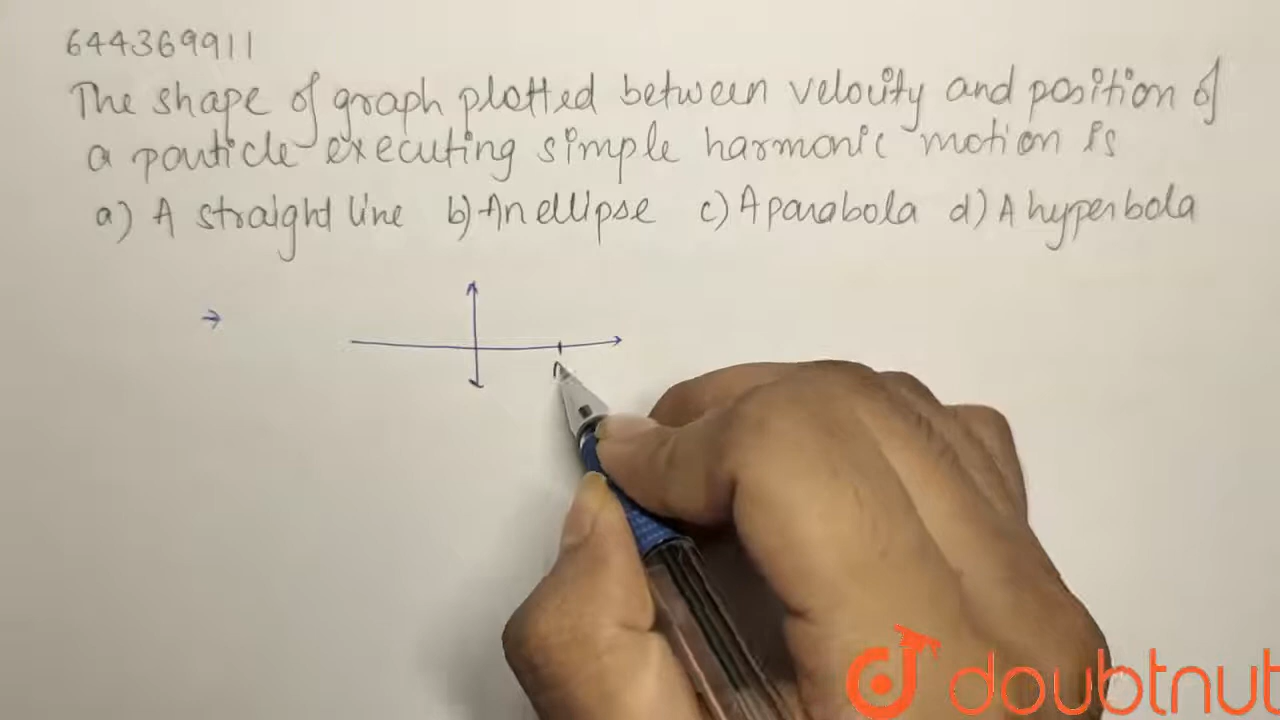 644369911
The shape of graph plotted between velocity and position of
a particle executing simple harmonic motion is
a) A straight line b) An ellipse c) A parabola d) A hyperbola
doubtnut